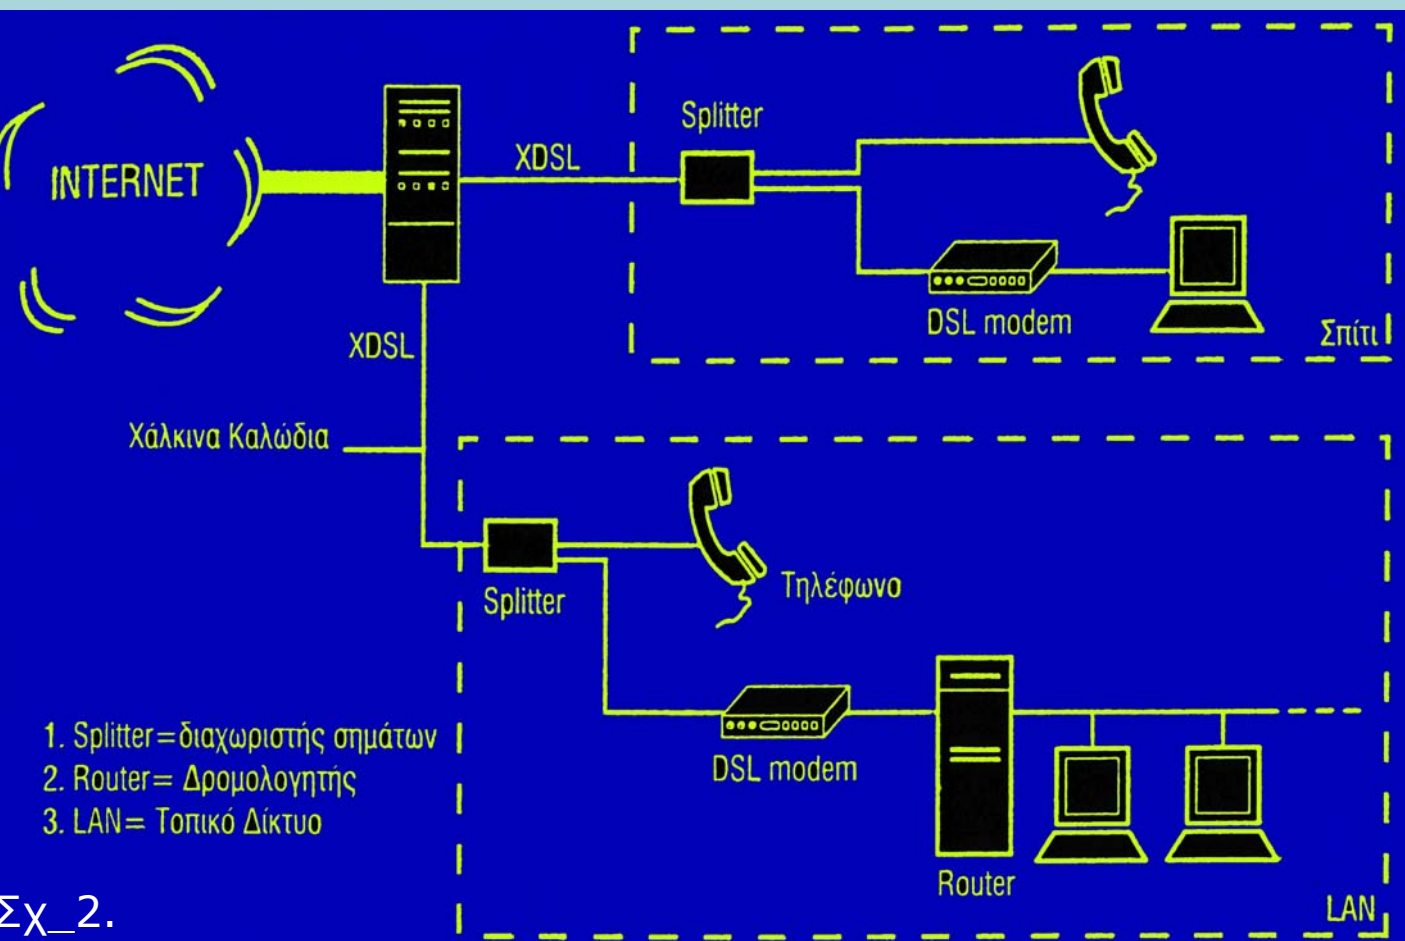 INTERNET
XDSL
Splitter
DSL modem
Σπίτι
XDSL
Χάλκινα Καλώδια
Splitter
Τηλέφωνο
DSL modem
Router
LAN
1. Splitter=διαχωριστής σημάτων
2. Router= Δρομολογητής
3. LAN= Τοπικό Δίκτυο
Σχ_2.